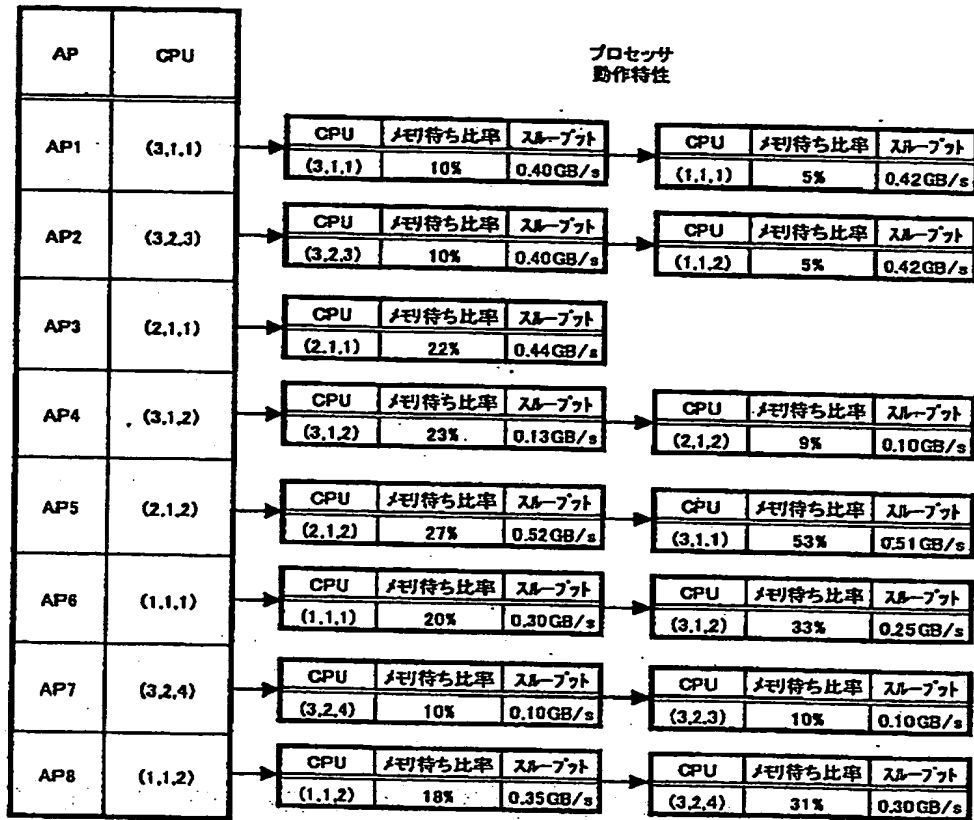 プロセッサ
動作特性
AP CPU
AP1 (3,1,1)
CPU メモリ待ち比率 スループット
(3,1,1) 10% 0.40GB/s
CPU メモリ待ち比率 スループット
(1,1,1) 5% 0.42GB/s
AP2 (3,2,3)
CPU メモリ待ち比率 スループット
(3,2,3) 10% 0.40GB/s
CPU メモリ待ち比率 スループット
(1,1,2) 5% 0.42GB/s
AP3 (2,1,1)
CPU メモリ待ち比率 スループット
(2,1,1) 22% 0.44GB/s
AP4 (3,1,2)
CPU メモリ待ち比率 スループット
(3,1,2) 23% 0.13GB/s
CPU メモリ待ち比率 スループット
(2,1,2) 9% 0.10GB/s
AP5 (2,1,2)
CPU メモリ待ち比率 スループット
(2,1,2) 27% 0.52GB/s
CPU メモリ待ち比率 スループット
(3,1,1) 53% 0.51GB/s
AP6 (1,1,1)
CPU メモリ待ち比率 スループット
(1,1,1) 20% 0.30GB/s
CPU メモリ待ち比率 スループット
(3,1,2) 33% 0.25GB/s
AP7 (3,2,4)
CPU メモリ待ち比率 スループット
(3,2,4) 10% 0.10GB/s
CPU メモリ待ち比率 スループット
(3,2,3) 10% 0.10GB/s
AP8 (1,1,2)
CPU メモリ待ち比率 スループット
(1,1,2) 18% 0.35GB/s
CPU メモリ待ち比率 スループット
(3,2,4) 31% 0.30GB/s